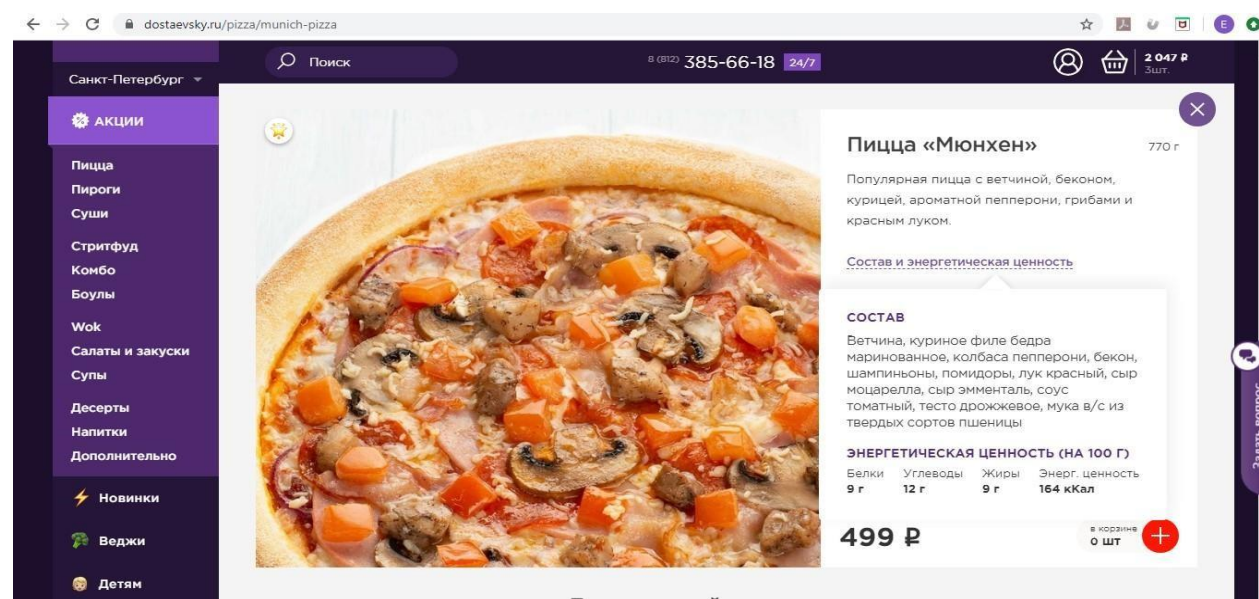 dostaevsky.ru/pizza/munich-pizza
E
Санкт-Петербург
Поиск
8 (812) 385-66-18 24/7
2 047 ₽
3шт.
АКЦИИ
Пицца
Пироги
Суши
Стритфуд
Комбо
Боулы
Wok
Салаты и закуски
Супы
Десерты
Напитки
Дополнительно
Новинки
Веджи
Детям
Пицца «Мюнхен» 770 г
Популярная пицца с ветчиной, беконом,
курицей, ароматной пепперони, грибами и
красным луком.
Состав и энергетическая ценность
СОСТАВ
Ветчина, куриное филе бедра
маринованное, колбаса пепперони, бекон,
шампиньоны, помидоры, лук красный, сыр
моцарелла, сыр эмменталь, соус
томатный, тесто дрожжевое, мука в/с из
твердых сортов пшеницы
ЭНЕРГЕТИЧЕСКАЯ ЦЕННОСТЬ (НА 100 Г)
Белки Углеводы Жиры Энерг. ценность
9 г 12 г 9 г 164 кКал
499 ₽
в корзине
0 шт
Задать вопрос